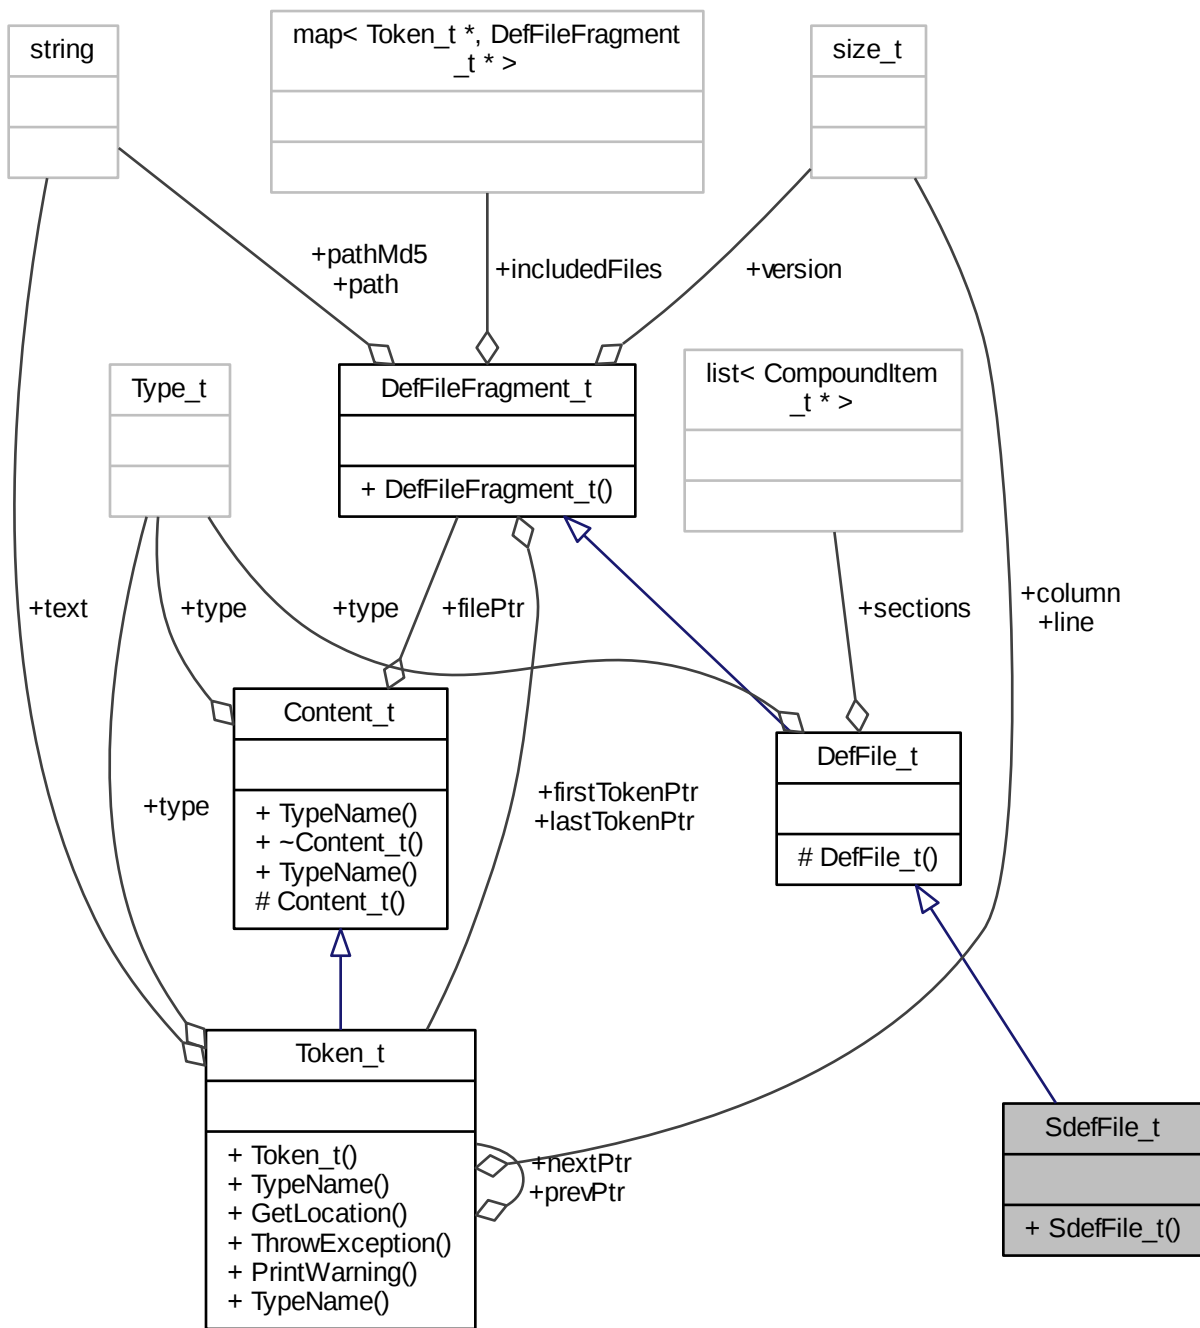 string
map< Token_t *, DefFileFragment
_t * >
size_t
+pathMd5
+path
+includedFiles
+version
Type_t
DefFileFragment_t
+ DefFileFragment_t()
list< CompoundItem
_t * >
+text
+type
+type
+filePtr
+sections
+column
+line
Content_t
+ TypeName()
+ ~Content_t()
+ TypeName()
# Content_t()
+type
+firstTokenPtr
+lastTokenPtr
DefFile_t
# DefFile_t()
Token_t
+ Token_t()
+ TypeName()
+ GetLocation()
+ ThrowException()
+ PrintWarning()
+ TypeName()
+nextPtr
+prevPtr
SdefFile_t
+ SdefFile_t()